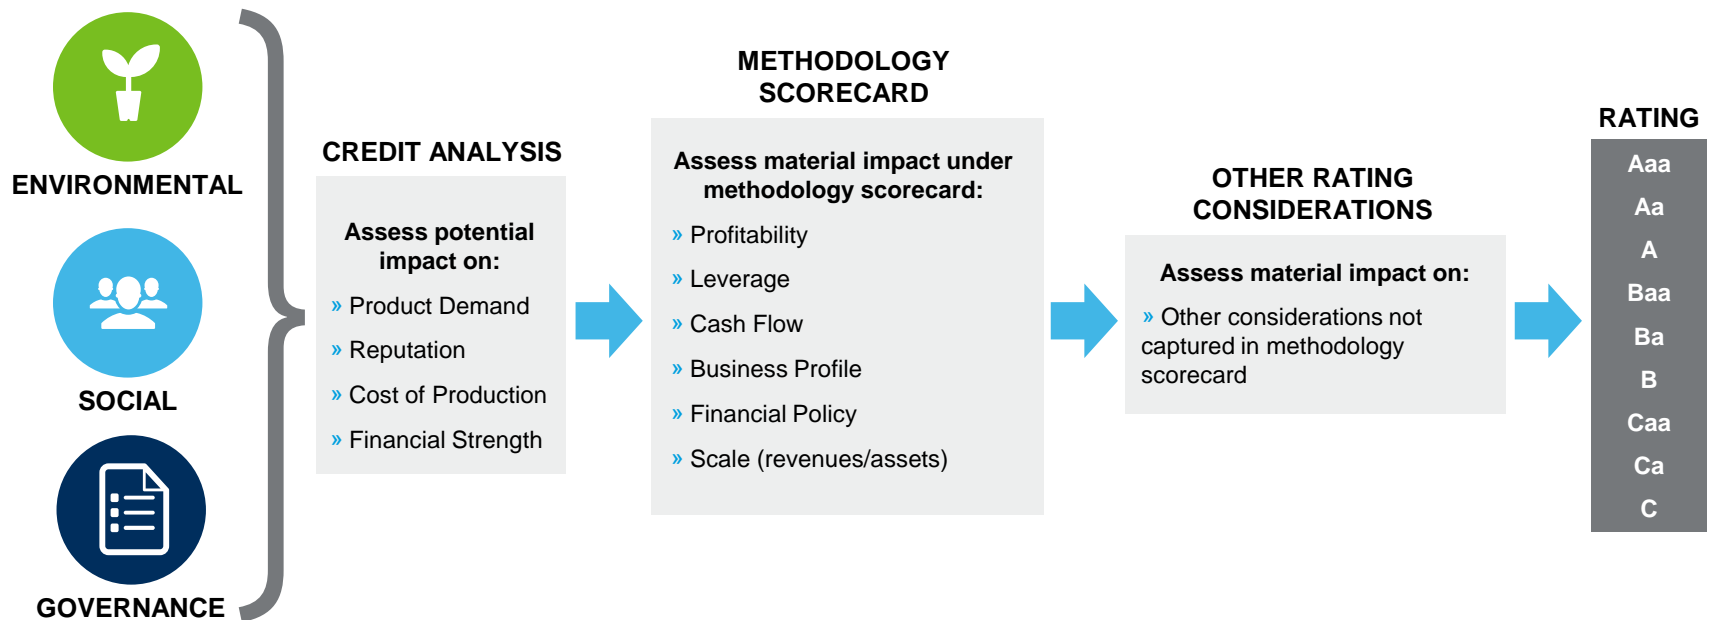 ENVIRONMENTAL
SOCIAL
GOVERNANCE
CREDIT ANALYSIS
Assess potential
impact on:
» Product Demand
» Reputation
» Cost of Production
» Financial Strength
METHODOLOGY
SCORECARD
Assess material impact under
methodology scorecard:
» Profitability
» Leverage
» Cash Flow
» Business Profile
» Financial Policy
» Scale (revenues/assets)
OTHER RATING
CONSIDERATIONS
Assess material impact on:
» Other considerations not
captured in methodology
scorecard
RATING
Aaa
Aa
A
Baa
Ba
B
Caa
Ca
C